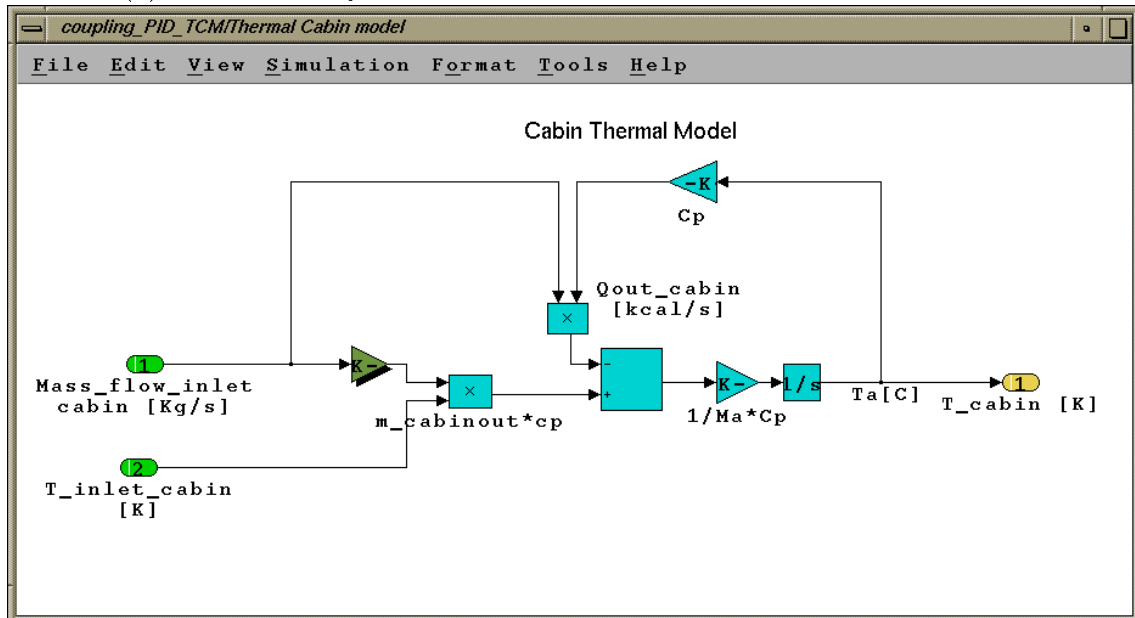 coupling_PID_TCM/Thermal Cabin model
File Edit View Simulation Format Tools Help
Cabin Thermal Model
-K
Cp
Qout_cabin
[kcal/s]
×
-
+
1
K-
Mass_flow_inlet
cabin [Kg/s]
×
m_cabinout*cp
K-
1/Ma*Cp
1/s
Ta[C]
1
T_cabin [K]
2
T_inlet_cabin
[K]